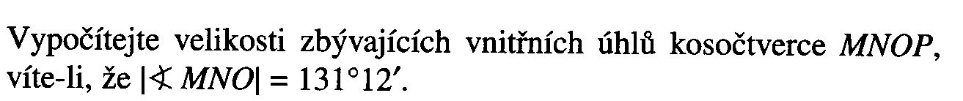 Vypočítejte velikosti zbývajících vnitřních úhlů kosočtverce MNOP,
víte-li, že |∢ MNO| = 131°12′.